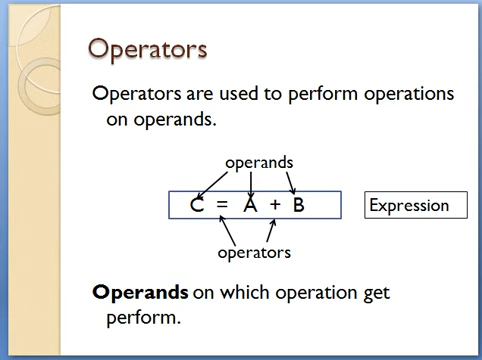 Operators
Operators are used to perform operations
on operands.
operands
C = A + B
Expression
operators
Operands on which operation get
perform.